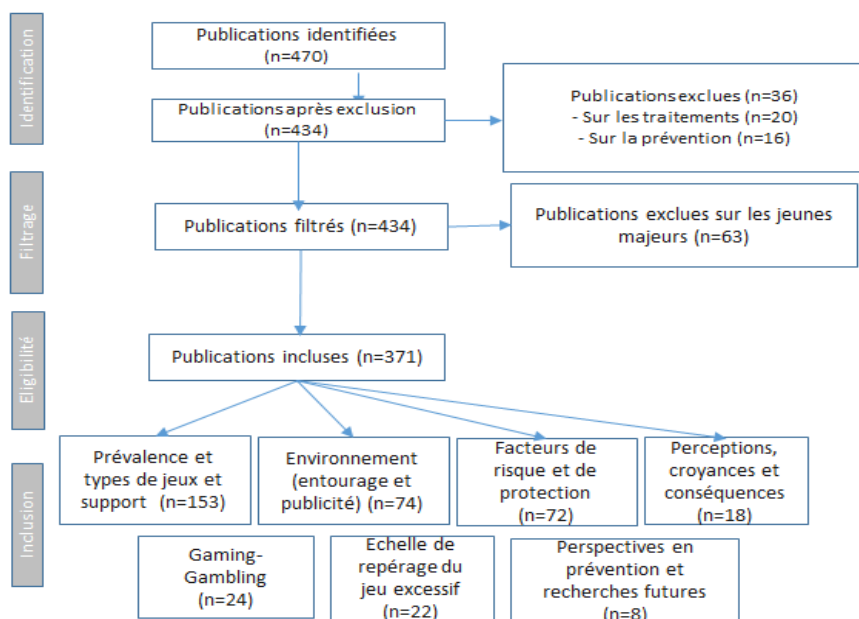 Identification
Publications identifiées
(n=470)
Publications après exclusion
(n=434)
Publications exclues (n=36)
- Sur les traitements (n=20)
- Sur la prévention (n=16)
Filtrage
Publications filtrés (n=434)
Publications exclues sur les jeunes
majeurs (n=63)
Eligibilité
Publications incluses (n=371)
Inclusion
Prévalence et
types de jeux et
support (n=153)
Environnement
(entourage et
publicité) (n=74)
Facteurs de
risque et de
protection
(n=72)
Perceptions,
croyances et
conséquences
(n=18)
Gaming-
Gambling
(n=24)
Echelle de
repérage du
jeu excessif
(n=22)
Perspectives en
prévention et
recherches futures
(n=8)